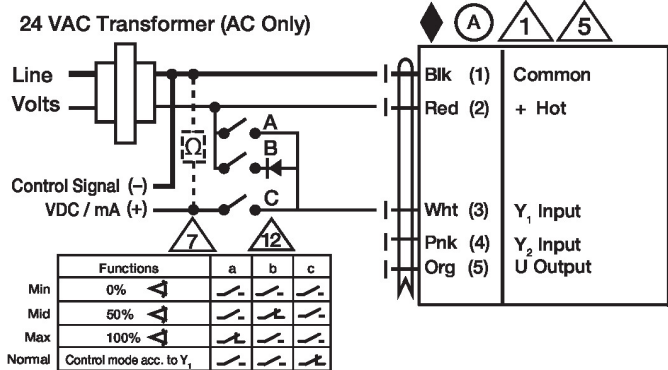 24 VAC Transformer (AC Only)
A
1
5
Line
Volts
Blk (1) Common
Red (2) + Hot
A
B
Ω
C
Control Signal (–)
VDC / mA (+)
Wht (3) Y1 Input
Pnk (4) Y2 Input
Org (5) U Output
7
12
Functions a b c
Min 0%
Mid 50%
Max 100%
Normal Control mode acc. to Y1